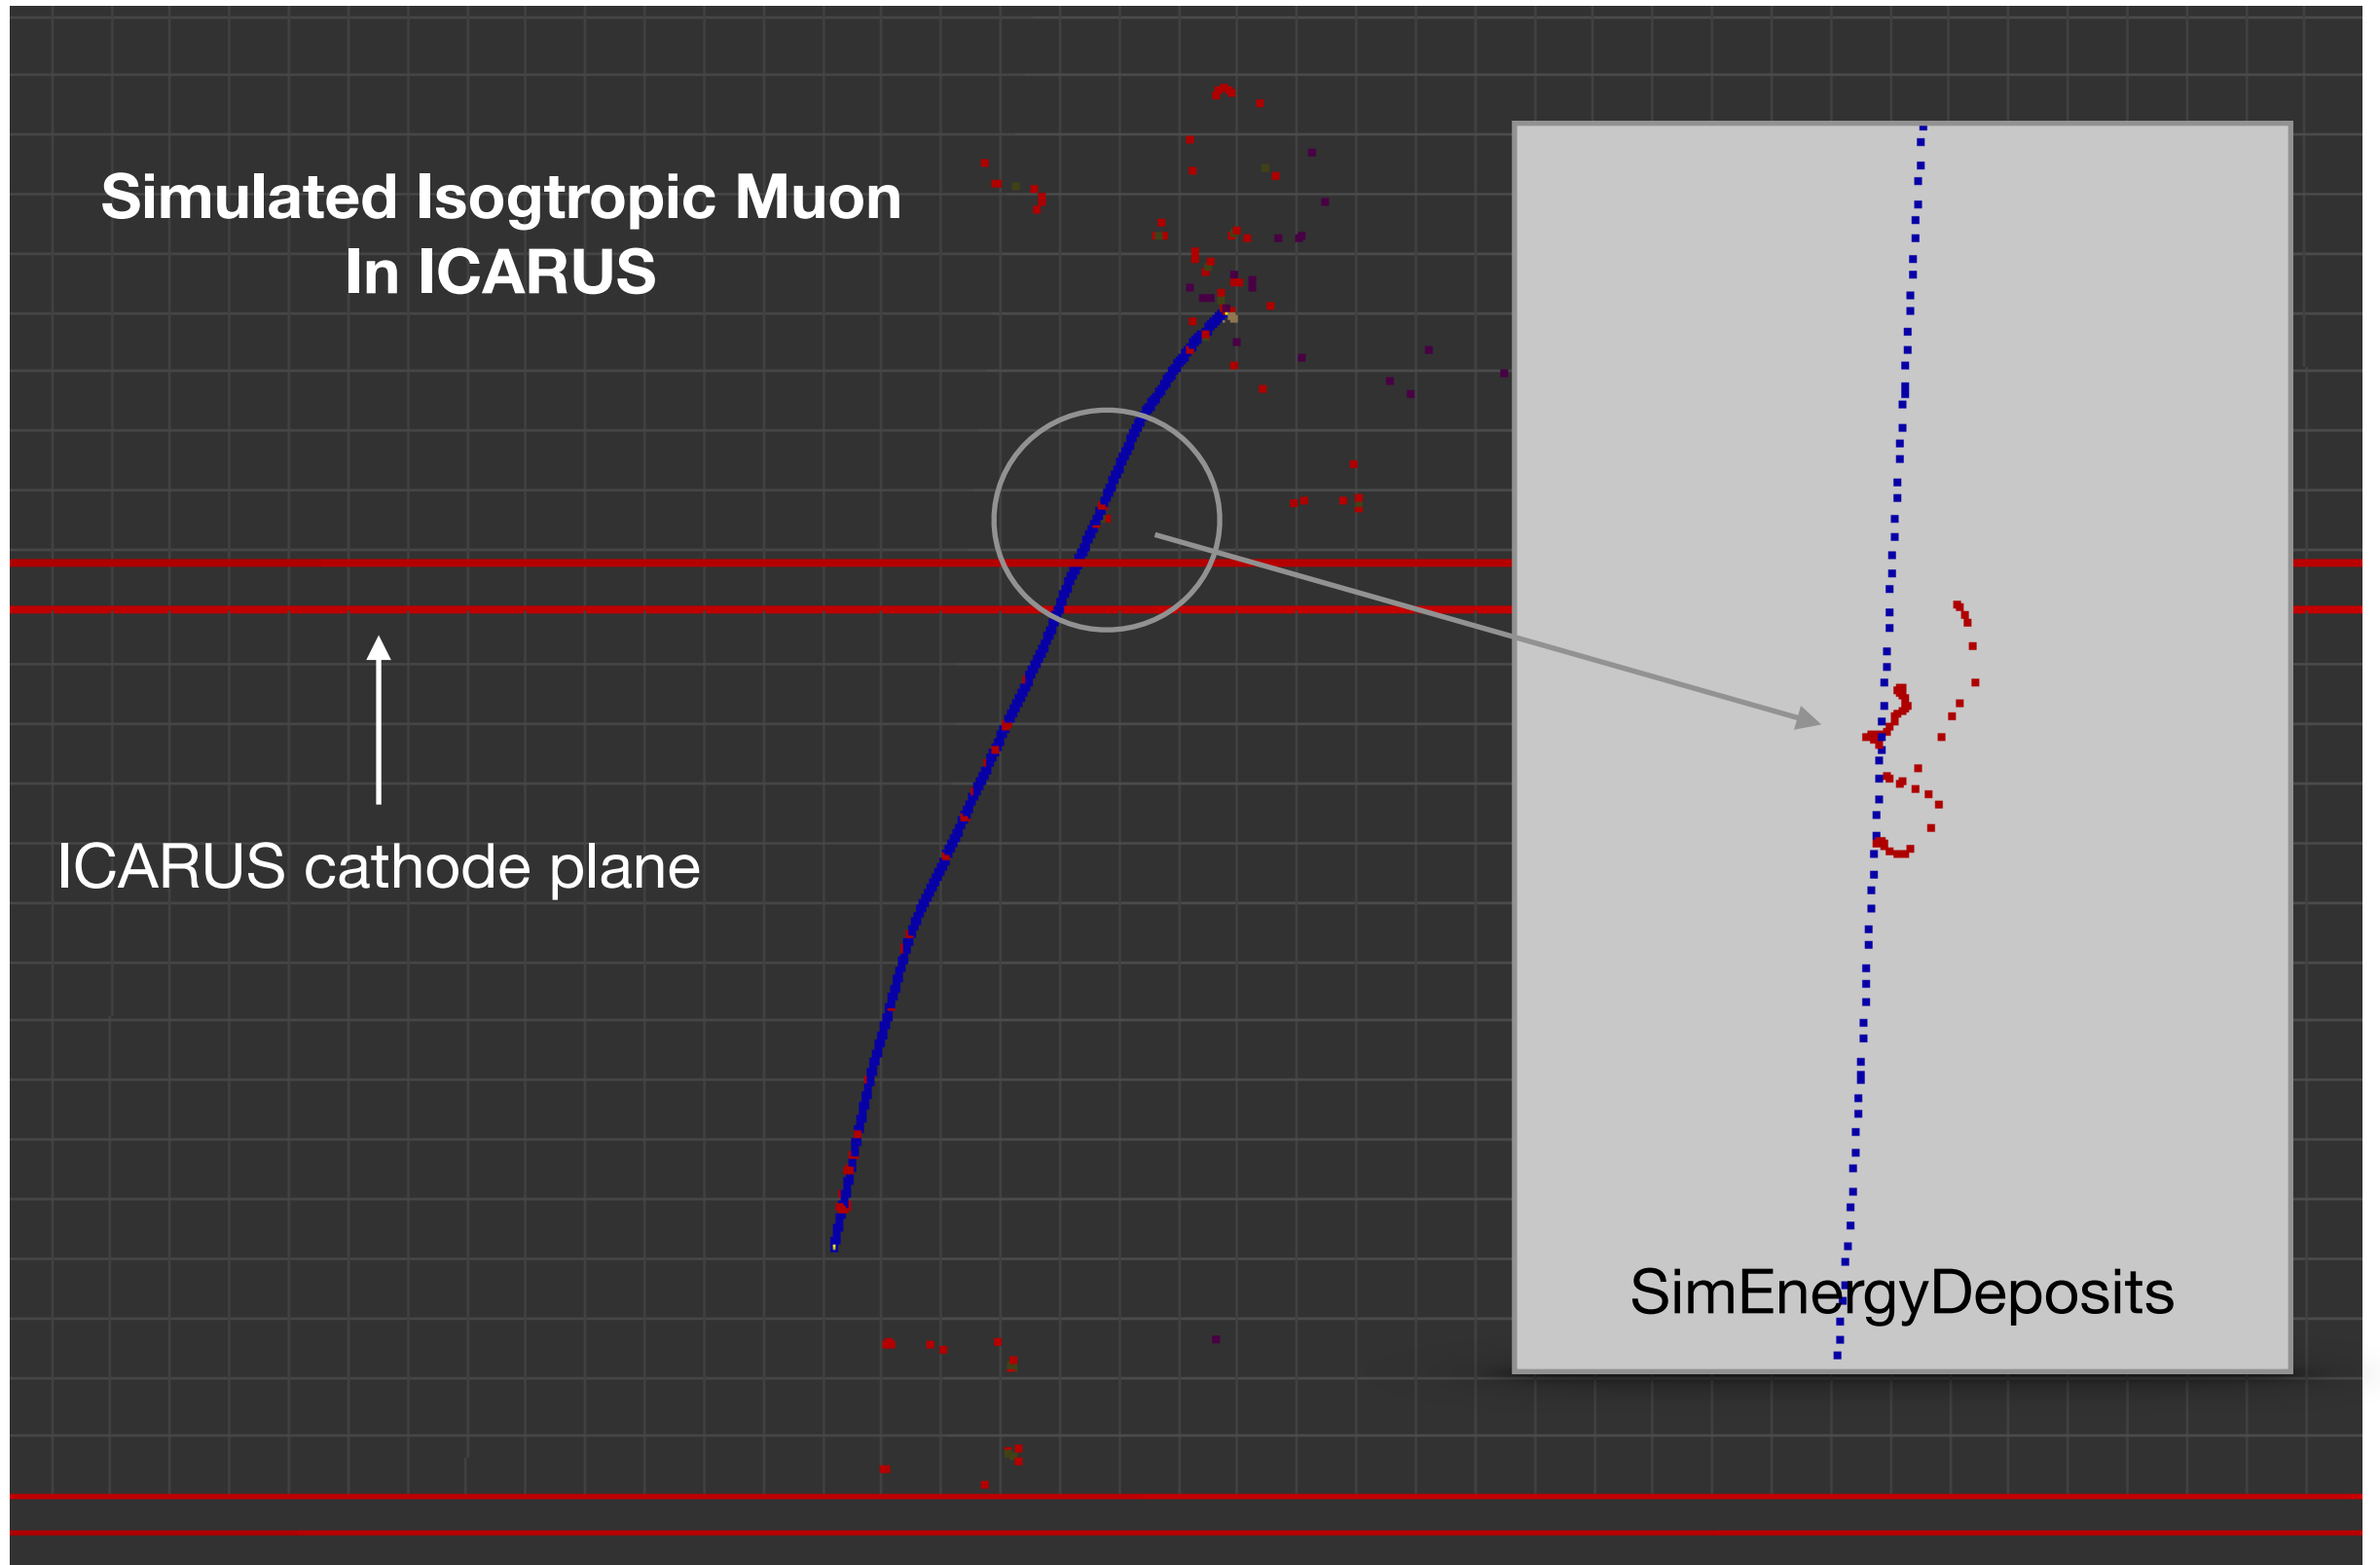 Simulated Isogtropic Muon
In ICARUS
ICARUS cathode plane
SimEnergyDeposits